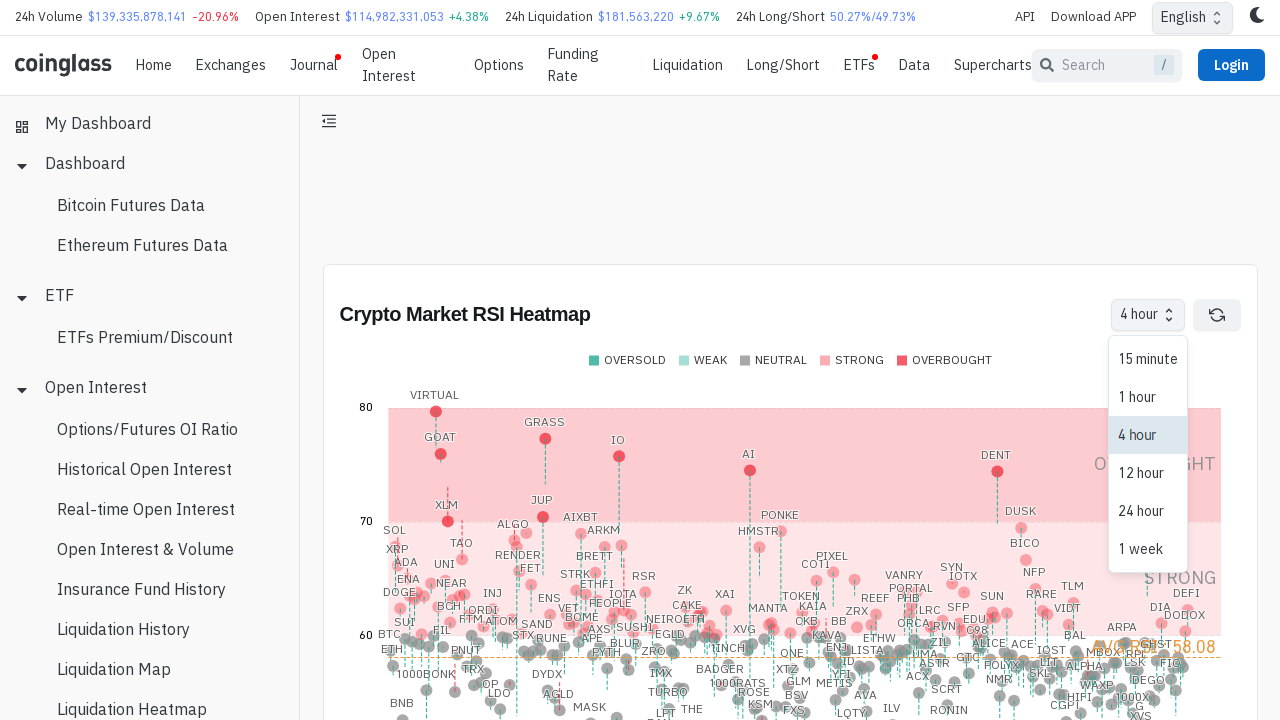 24h Volume $139,335,878,141 -20.96% Open Interest $114,982,331,053 +4.38% 24h Liquidation $181,563,220 +9.67% 24h Long/Short 50.27%/49.73% API Download APP English
coinglass Home Exchanges Journal Open Interest Options Funding Rate Liquidation Long/Short ETFs Data Supercharts Search / Login
My Dashboard
Dashboard
Bitcoin Futures Data
Ethereum Futures Data
ETF
ETFs Premium/Discount
Open Interest
Options/Futures OI Ratio
Historical Open Interest
Real-time Open Interest
Open Interest & Volume
Insurance Fund History
Liquidation History
Liquidation Map
Liquidation Heatmap
Crypto Market RSI Heatmap
4 hour
15 minute
1 hour
4 hour
12 hour
24 hour
1 week
OVERSOLD WEAK NEUTRAL STRONG OVERBOUGHT
80
70
60
STRONG
58.08
VIRTUAL
GOAT
GRASS
IO
AI
DENT
XLM
JUP
AIXBT
PONKE
DUSK
SOL
ALGO
ARKM
HMSTR
XRP
TAO
BICO
ADA
UNI
RENDER
FET
BRETT
PIXEL
COTI
ENA
NEAR
STRK
ETHFI
RSR
VANRY
SYN
IOTX
NFP
DOGE
BCH
INJ
ENS
IOTA
ZK
TOKEN
PORTAL
PHB
REEF
SUN
RARE
TLM
DEFI
SUI
FTM
ORDI
ATOM
SAND
VET
BOME
PEOPLE
CAKE
MANTA
KAIA
ZRX
LRC
SFP
EDU
VIDT
DIA
DODOX
BTC
FIL
STX
RUNE
APE
AXS
SUSHI
NEIROETH
EGLD
XAI
XVG
CKB
BB
KAVA
ORCA
RVN
C98
BAL
ARPA
ETH
PNUT
PYTH
BLUR
ZRO
1INCH
QNE
ENJ
ETHW
LISTA
UMA
ZIL
ALICE
ACE
IOST
MBOX
GHST
1000BONK
TRX
DYDX
IMX
BADGER
XTZ
ID
YFI
ASTR
GTC
POLYX
LIT
ALPHA
LSK
FIO
OP
LDO
AGLD
TURBO
1000RATS
ROSE
GLM
METIS
ACX
NMR
SKL
WAXP
DEGO
BNB
MASK
LPT
THE
KSM
BSV
FXS
AVA
LQTY
ILV
SCRT
RONIN
CGPT
HIFI
1000X
XVS